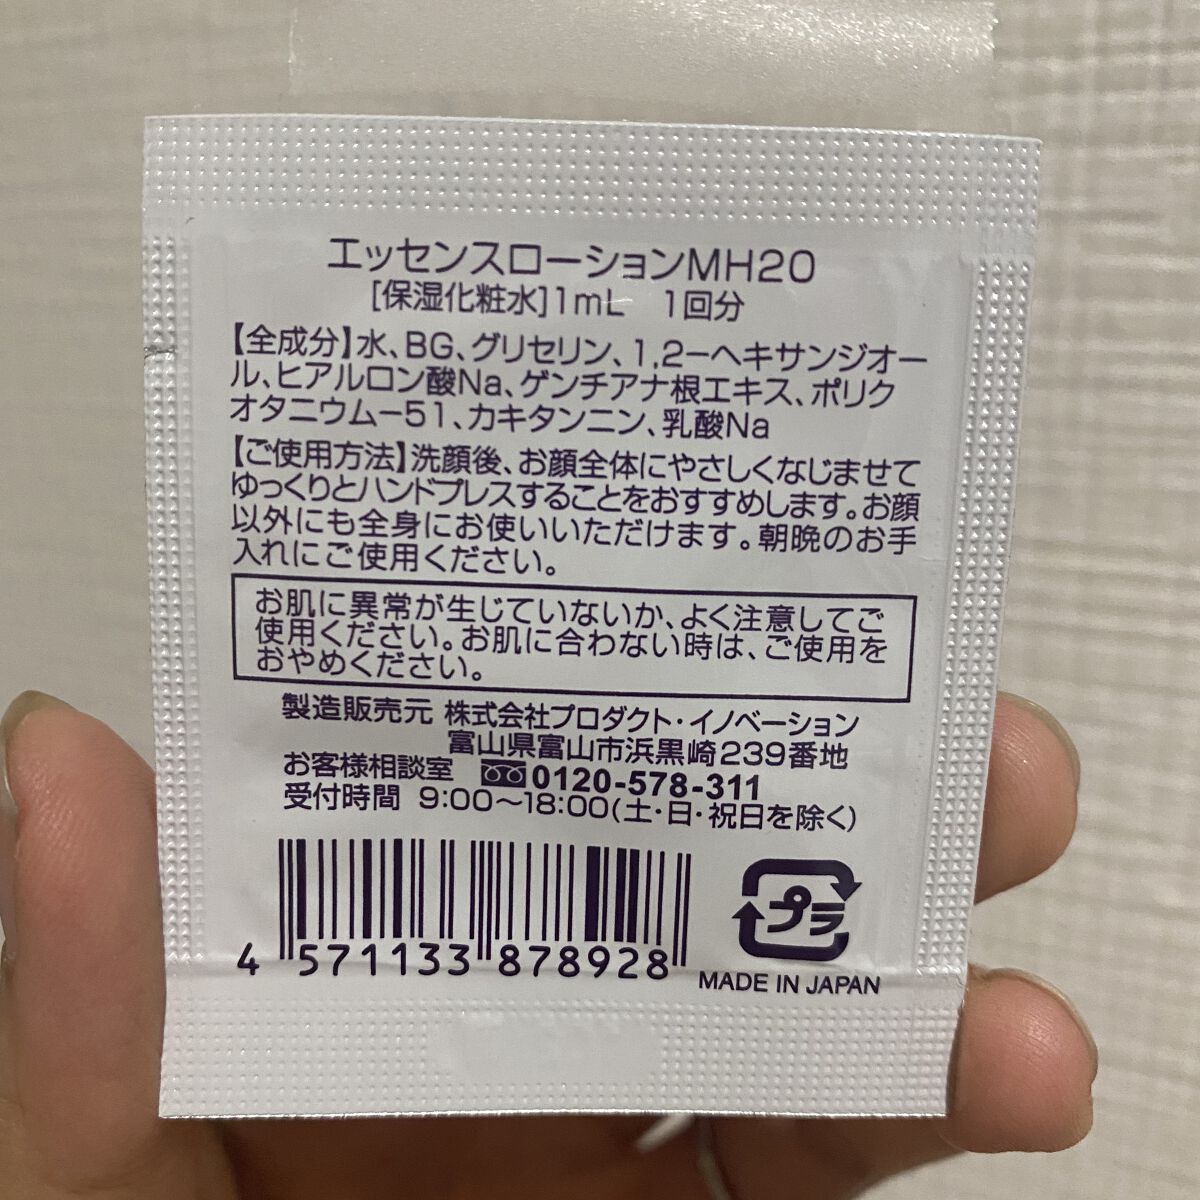 エッセンスローションMH20
[保湿化粧水]1mL 1回分
【全成分】水、BG、グリセリン、1,2-ヘキサンジオー
ル、ヒアルロン酸Na、ゲンチアナ根エキス、ポリク
オタニウム-51、カキタンニン、乳酸Na
【ご使用方法】洗顔後、お顔全体にやさしくなじませて
ゆっくりとハンドプレスすることをおすすめします。お顔
以外にも全身にお使いいただけます。朝晩のお手
入れにご使用ください。
お肌に異常が生じていないか、よく注意してご
使用ください。お肌に合わない時は、ご使用を
おやめください。
製造販売元 株式会社プロダクト・イノベーション
富山県富山市浜黒崎239番地
お客様相談室 0120-578-311
受付時間 9:00〜18:00(土・日・祝日を除く)
プラ
4 571133 878928
MADE IN JAPAN